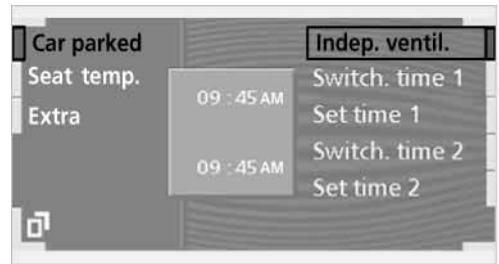 Car parked
Seat temp.
Extra
09 : 45 AM
09 : 45 AM
Indep. ventil.
Switch. time 1
Set time 1
Switch. time 2
Set time 2